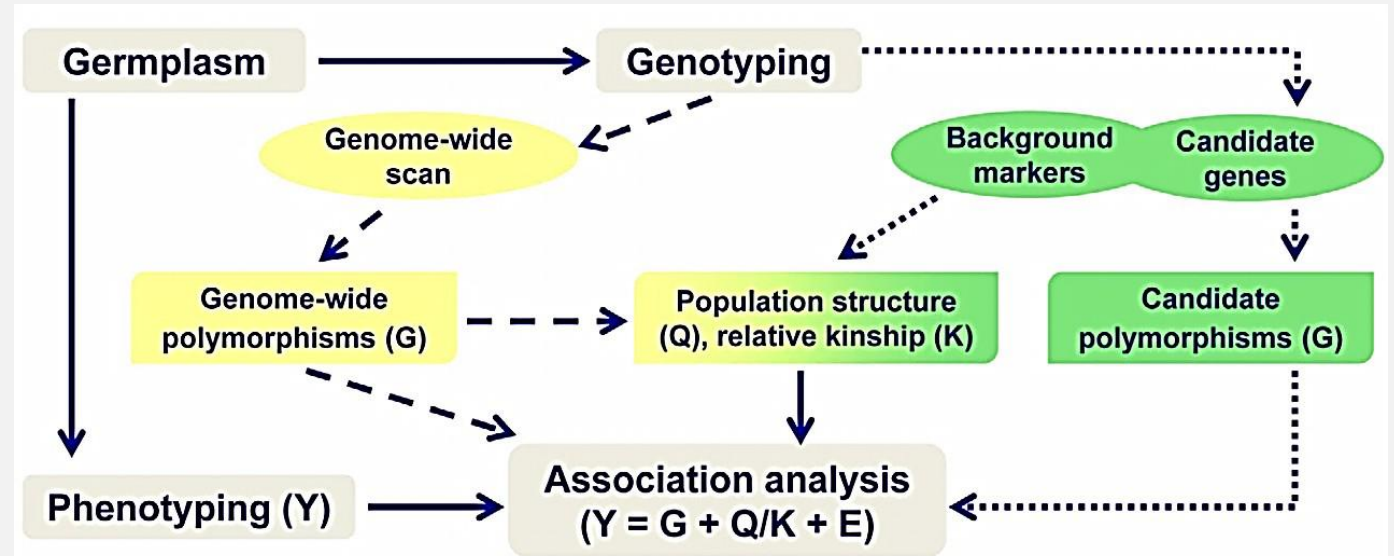 Germplasm
Genotyping
Genome-wide
scan
Background
markers
Candidate
genes
Genome-wide
polymorphisms (G)
Population structure
(Q), relative kinship (K)
Candidate
polymorphisms (G)
Phenotyping (Y)
Association analysis
(Y = G + Q/K + E)